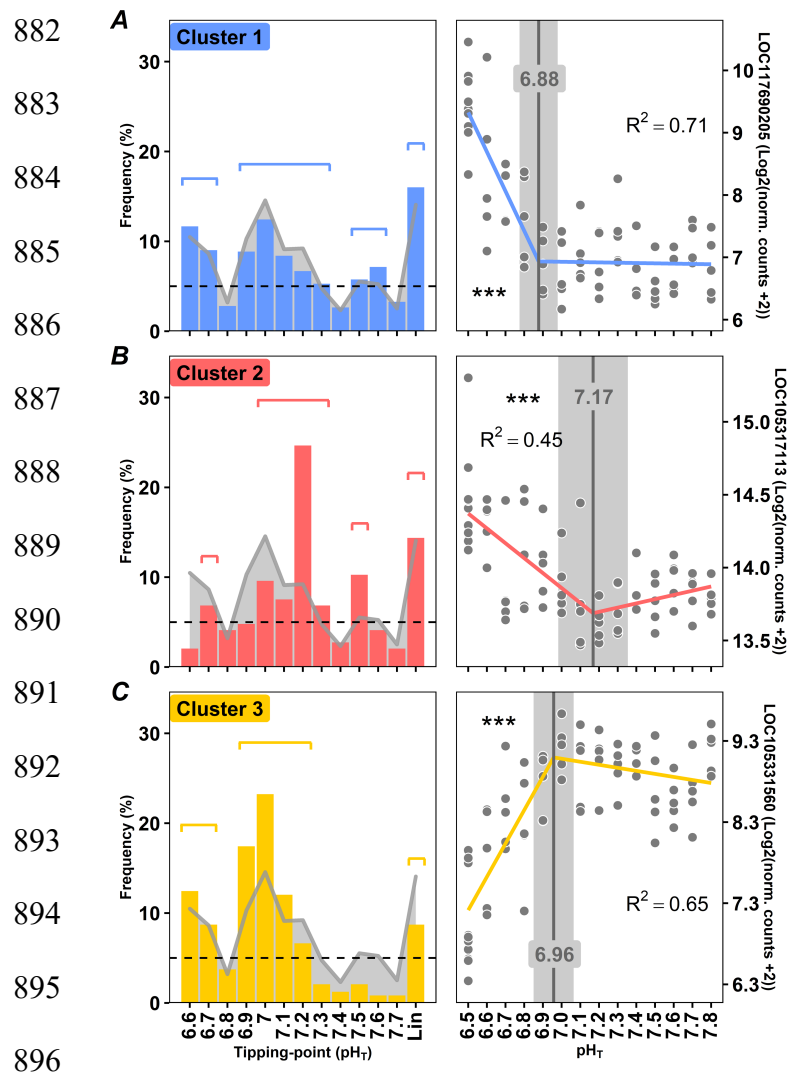 882
883
884
885
886
887
888
889
890
891
892
893
894
895
896
A
Cluster 1
Frequency (%)
30
20
10
0
6.88
R² = 0.71
***
10
9
8
7
6
LOC117690205 (Log2(norm. counts +2))
B
Cluster 2
Frequency (%)
30
20
10
0
***
7.17
R² = 0.45
15.0
14.5
14.0
13.5
LOC105317113 (Log2(norm. counts +2))
C
Cluster 3
Frequency (%)
30
20
10
0
***
R² = 0.65
6.96
9.3
8.3
7.3
6.3
LOC105331560 (Log2(norm. counts +2))
6.6 6.7 6.8 6.9 7 7.1 7.2 7.3 7.4 7.5 7.6 7.7 Lin
Tipping-point (pHT)
6.5 6.6 6.7 6.8 6.9 7.0 7.1 7.2 7.3 7.4 7.5 7.6 7.7 7.8
pHT